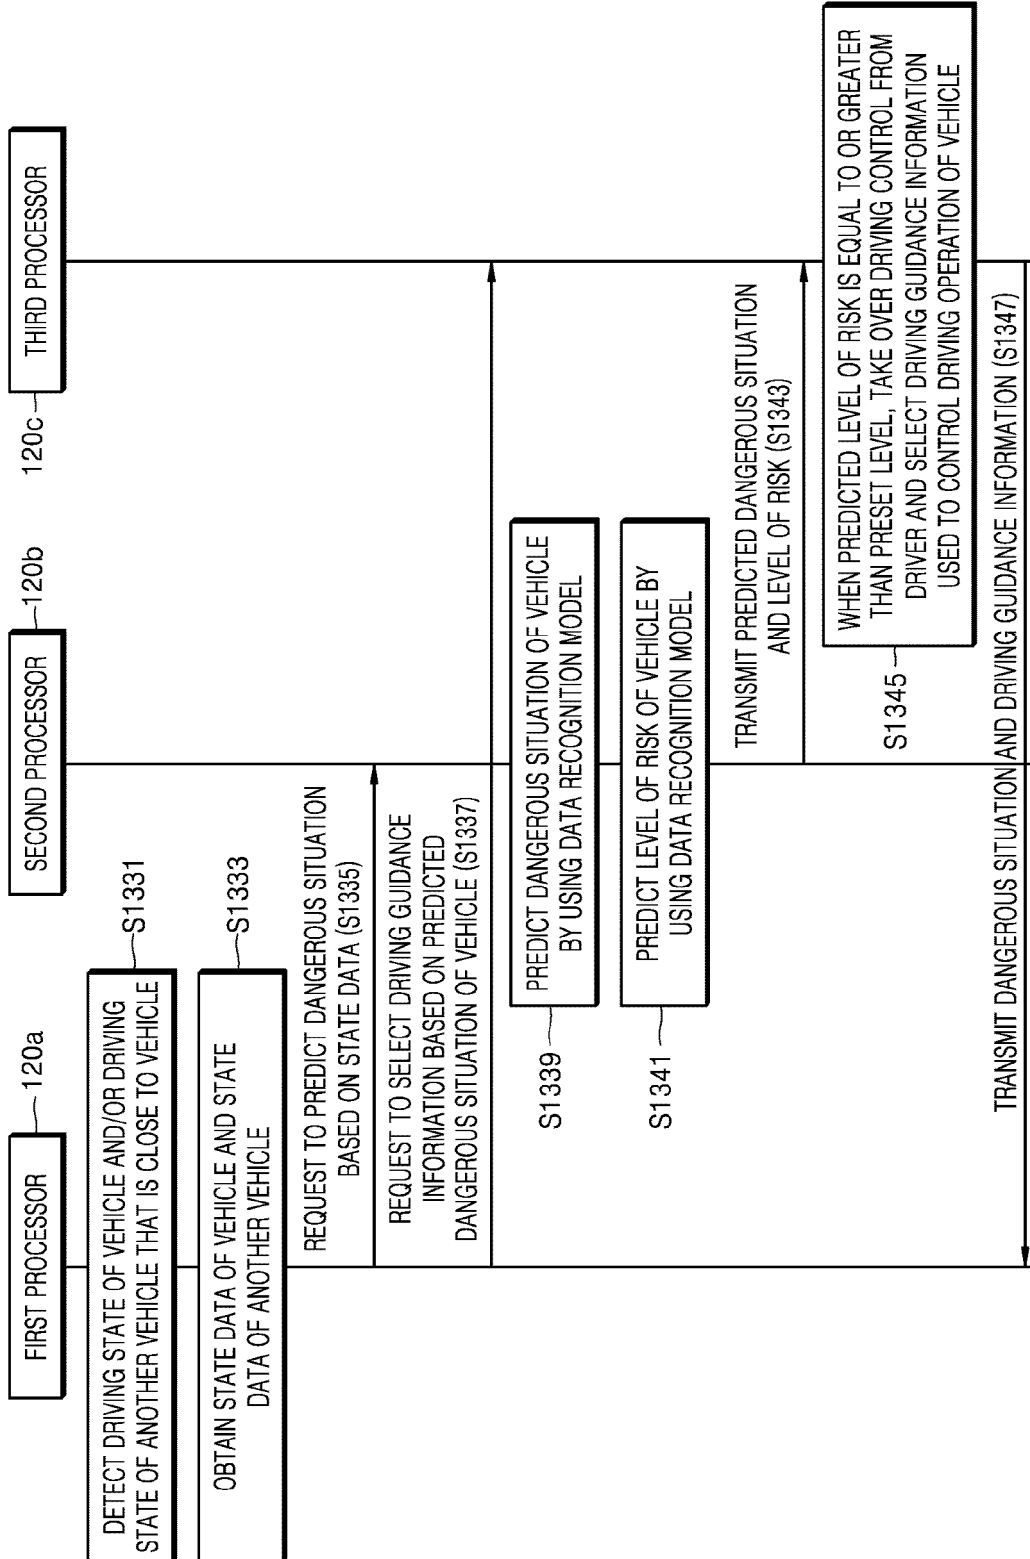 FIRST PROCESSOR
120a
SECOND PROCESSOR
120b
THIRD PROCESSOR
120c
DETECT DRIVING STATE OF VEHICLE AND/OR DRIVING
STATE OF ANOTHER VEHICLE THAT IS CLOSE TO VEHICLE
S1331
OBTAIN STATE DATA OF VEHICLE AND STATE
DATA OF ANOTHER VEHICLE
S1333
REQUEST TO PREDICT DANGEROUS SITUATION
BASED ON STATE DATA (S1335)
REQUEST TO SELECT DRIVING GUIDANCE
INFORMATION BASED ON PREDICTED
DANGEROUS SITUATION OF VEHICLE (S1337)
S1339
PREDICT DANGEROUS SITUATION OF VEHICLE
BY USING DATA RECOGNITION MODEL
S1341
PREDICT LEVEL OF RISK OF VEHICLE BY
USING DATA RECOGNITION MODEL
TRANSMIT PREDICTED DANGEROUS SITUATION
AND LEVEL OF RISK (S1343)
S1345
WHEN PREDICTED LEVEL OF RISK IS EQUAL TO OR GREATER
THAN PRESET LEVEL, TAKE OVER DRIVING CONTROL FROM
DRIVER AND SELECT DRIVING GUIDANCE INFORMATION
USED TO CONTROL DRIVING OPERATION OF VEHICLE
TRANSMIT DANGEROUS SITUATION AND DRIVING GUIDANCE INFORMATION (S1347)